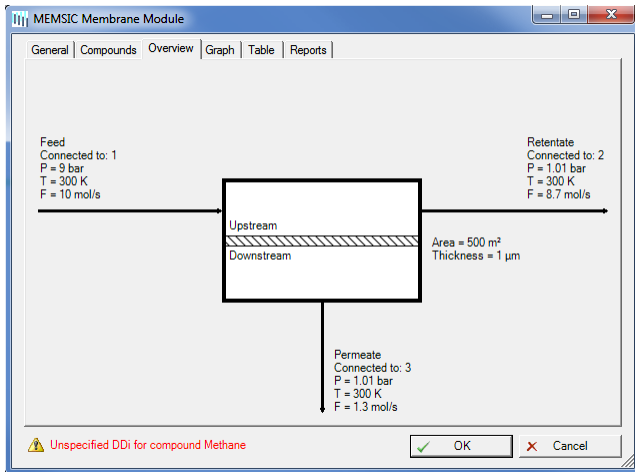 MEMSIC Membrane Module
General Compounds Overview Graph Table Reports
Feed
Connected to: 1
P = 9 bar
T = 300 K
F = 10 mol/s
Retentate
Connected to: 2
P = 1.01 bar
T = 300 K
F = 8.7 mol/s
Upstream
Downstream
Area = 500 m²
Thickness = 1 µm
Permeate
Connected to: 3
P = 1.01 bar
T = 300 K
F = 1.3 mol/s
Unspecified DDi for compound Methane
OK
Cancel